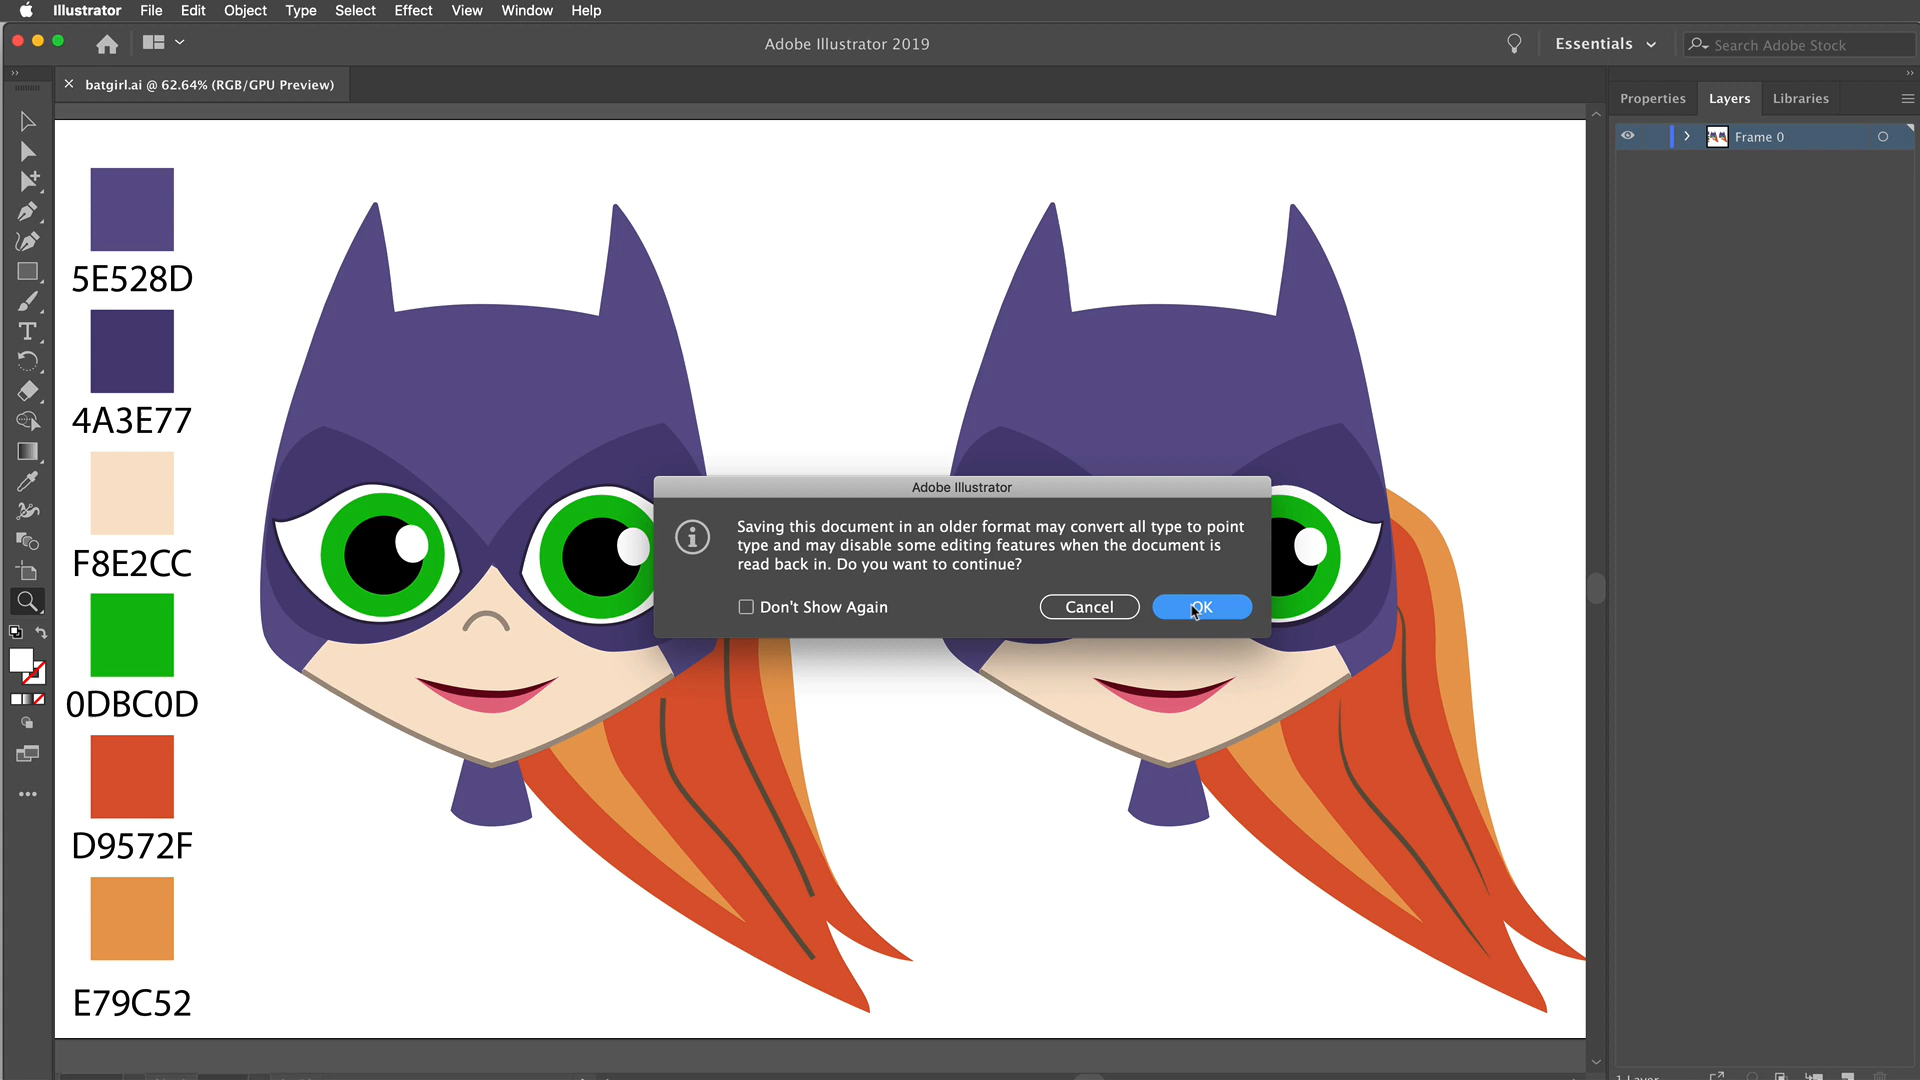 Illustrator File Edit Object Type Select Effect View Window Help
Adobe Illustrator 2019
Essentials
Search Adobe Stock
batgirl.ai @ 62.64% (RGB/GPU Preview)
Properties Layers Libraries
Frame 0
5E528D
4A3E77
F8E2CC
0DBC0D
D9572F
E79C52
Adobe Illustrator
Saving this document in an older format may convert all type to point
type and may disable some editing features when the document is
read back in. Do you want to continue?
Don't Show Again
Cancel
OK
1 Layer